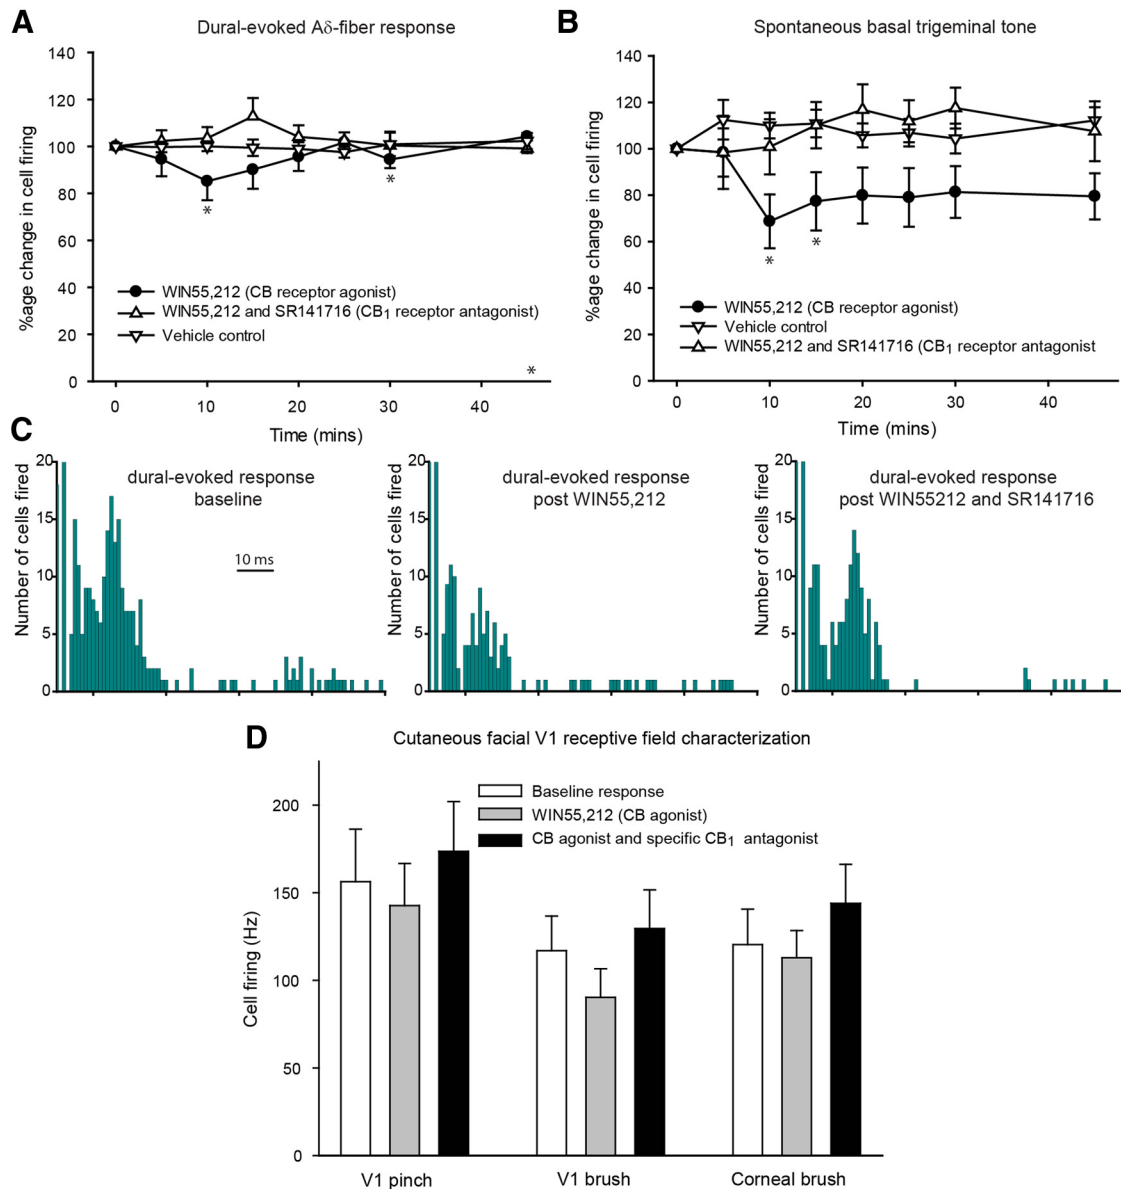 A
Dural-evoked Aδ-fiber response
%age change in cell firing
140
120
100
80
60
40
20
0
*
*
*
WIN55,212 (CB receptor agonist)
WIN55,212 and SR141716 (CB1 receptor antagonist)
Vehicle control
0
10
20
30
40
Time (mins)
B
Spontaneous basal trigeminal tone
%age change in cell firing
140
120
100
80
60
40
20
0
*
*
WIN55,212 (CB receptor agonist)
Vehicle control
WIN55,212 and SR141716 (CB1 receptor antagonist
0
10
20
30
40
Time (mins)
C
Number of cells fired
20
15
10
5
0
dural-evoked response
baseline
10 ms
Number of cells fired
20
15
10
5
0
dural-evoked response
post WIN55,212
Number of cells fired
20
15
10
5
0
dural-evoked response
post WIN55212 and SR141716
D
Cutaneous facial V1 receptive field characterization
Cell firing (Hz)
200
150
100
50
0
Baseline response
WIN55,212 (CB agonist)
CB agonist and specific CB1 antagonist
V1 pinch
V1 brush
Corneal brush